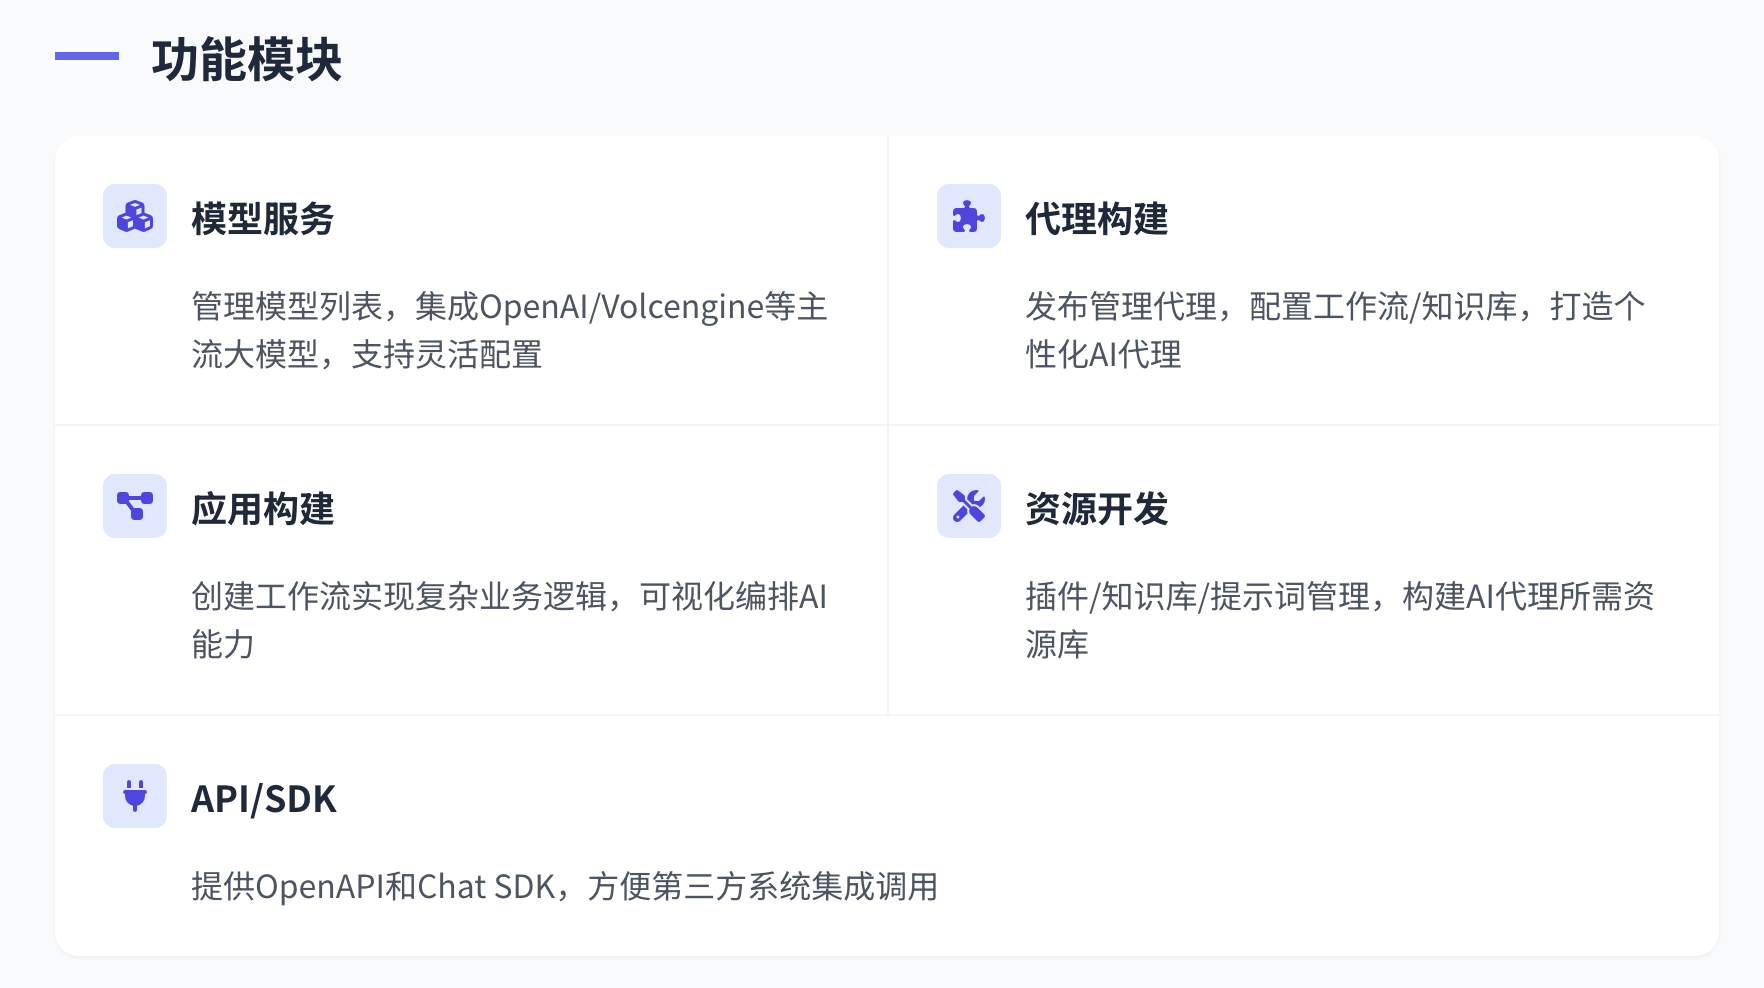 功能模块
模型服务
管理模型列表，集成OpenAI/Volcengine等主
流大模型，支持灵活配置
代理构建
发布管理代理，配置工作流/知识库，打造个
性化AI代理
应用构建
创建工作流实现复杂业务逻辑，可视化编排AI
能力
资源开发
插件/知识库/提示词管理，构建AI代理所需资
源库
API/SDK
提供OpenAPI和Chat SDK，方便第三方系统集成调用